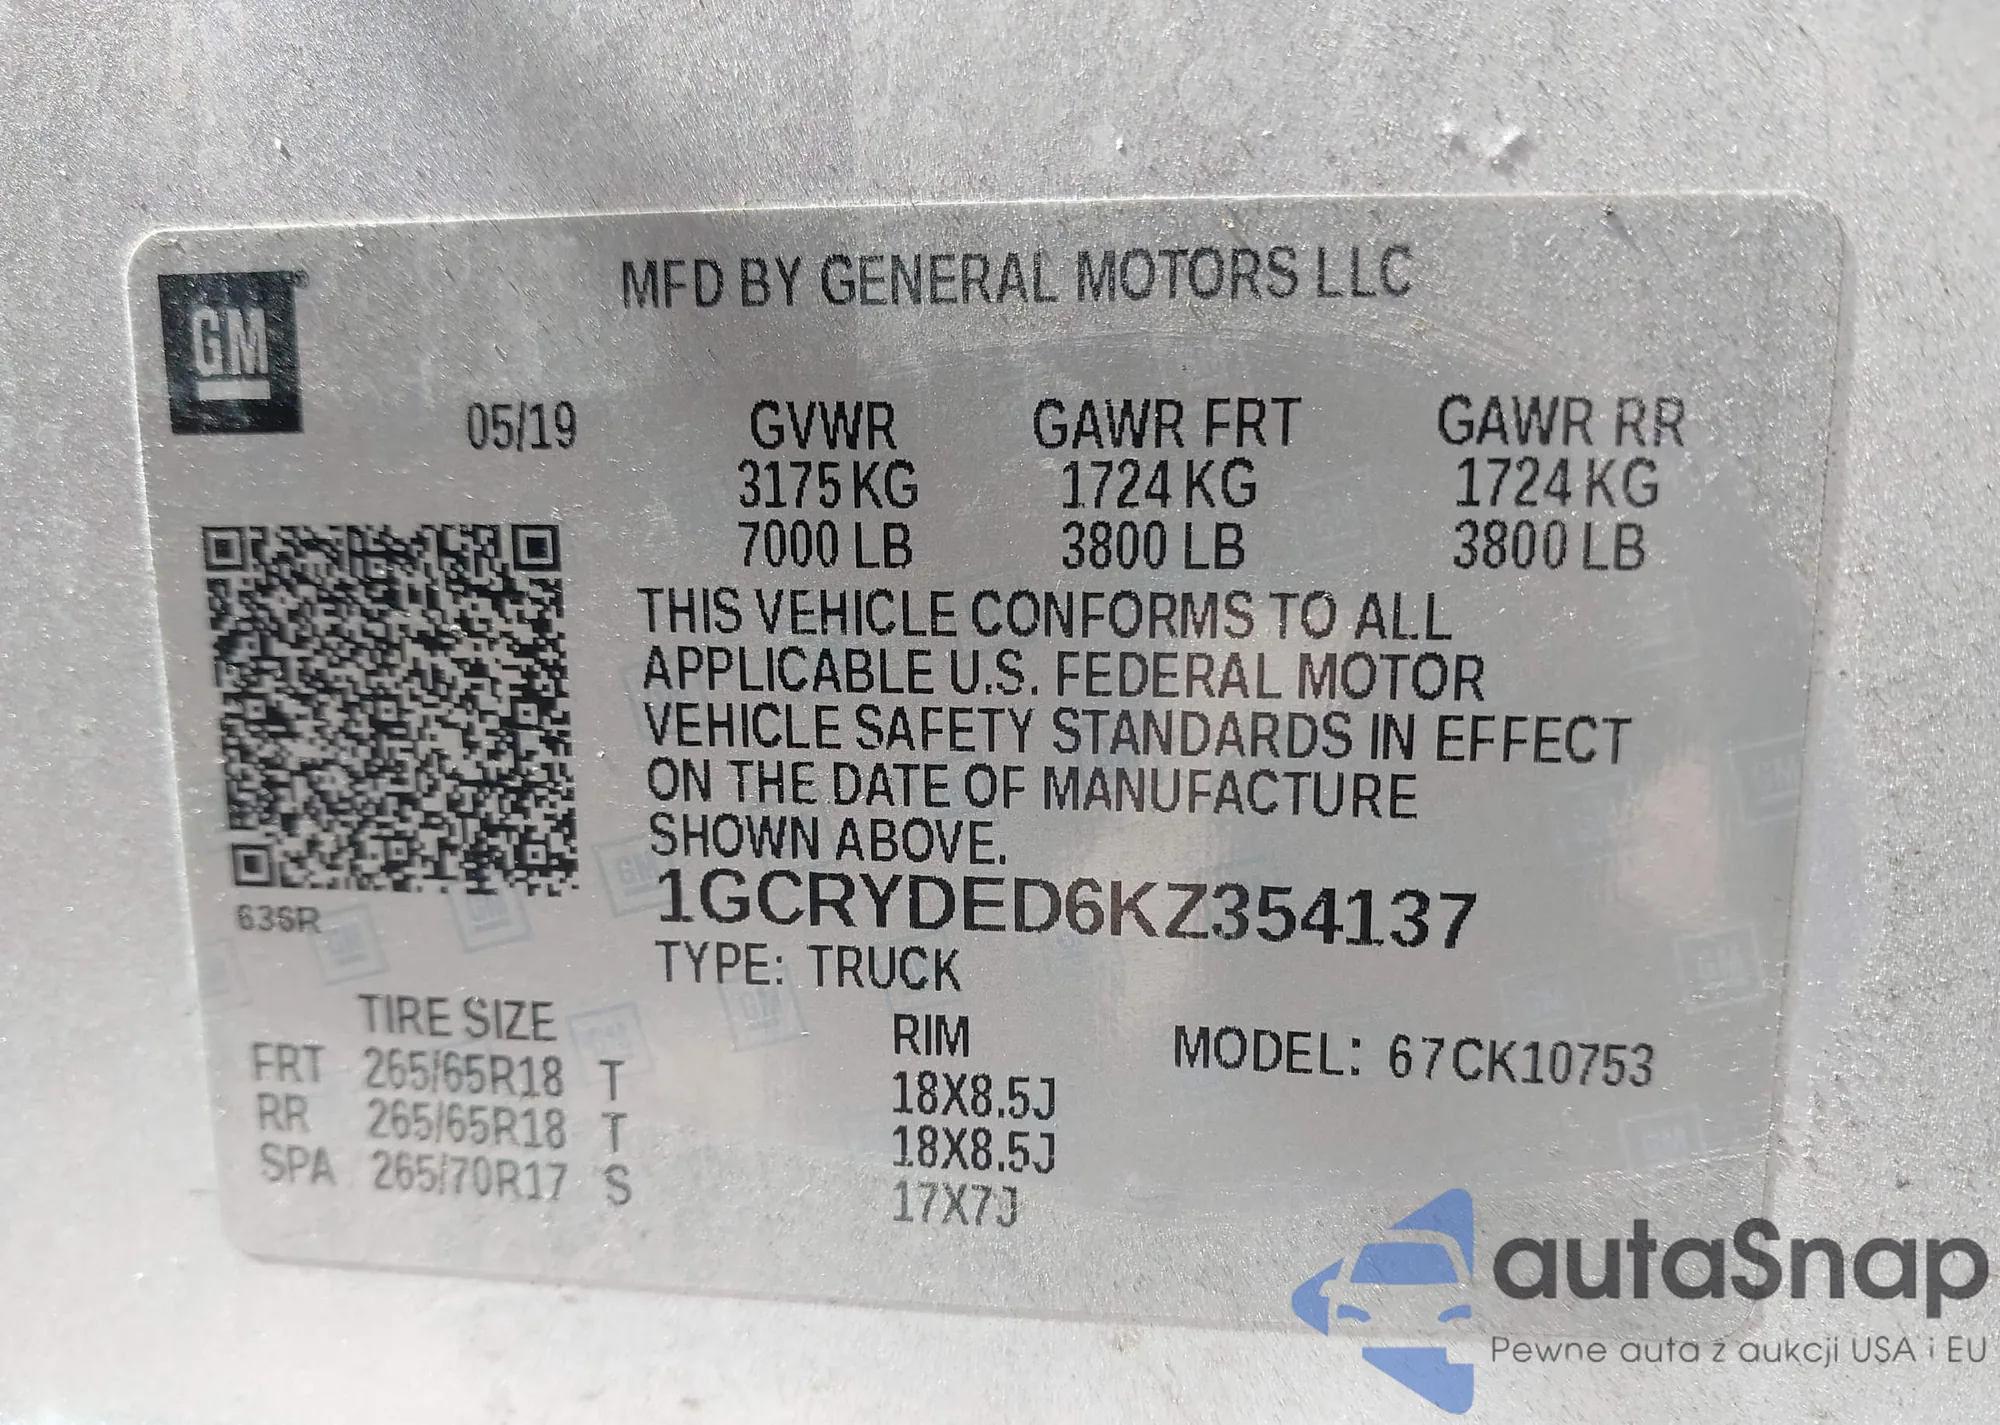 MFD BY GENERAL MOTORS LLC
GM
05/19 GVWR GAWR FRT GAWR RR
3175 KG 1724 KG 1724 KG
7000 LB 3800 LB 3800 LB
THIS VEHICLE CONFORMS TO ALL
APPLICABLE U.S. FEDERAL MOTOR
VEHICLE SAFETY STANDARDS IN EFFECT
ON THE DATE OF MANUFACTURE
SHOWN ABOVE.
1GCRYDED6KZ354137
636R
TYPE: TRUCK
TIRE SIZE RIM MODEL: 67CK10753
FRT 265/65R18 T 18X8.5J
RR 265/65R18 T 18X8.5J
SPA 265/70R17 S 17X7J
autaSnap
Pewne auta z aukcji USA i EU